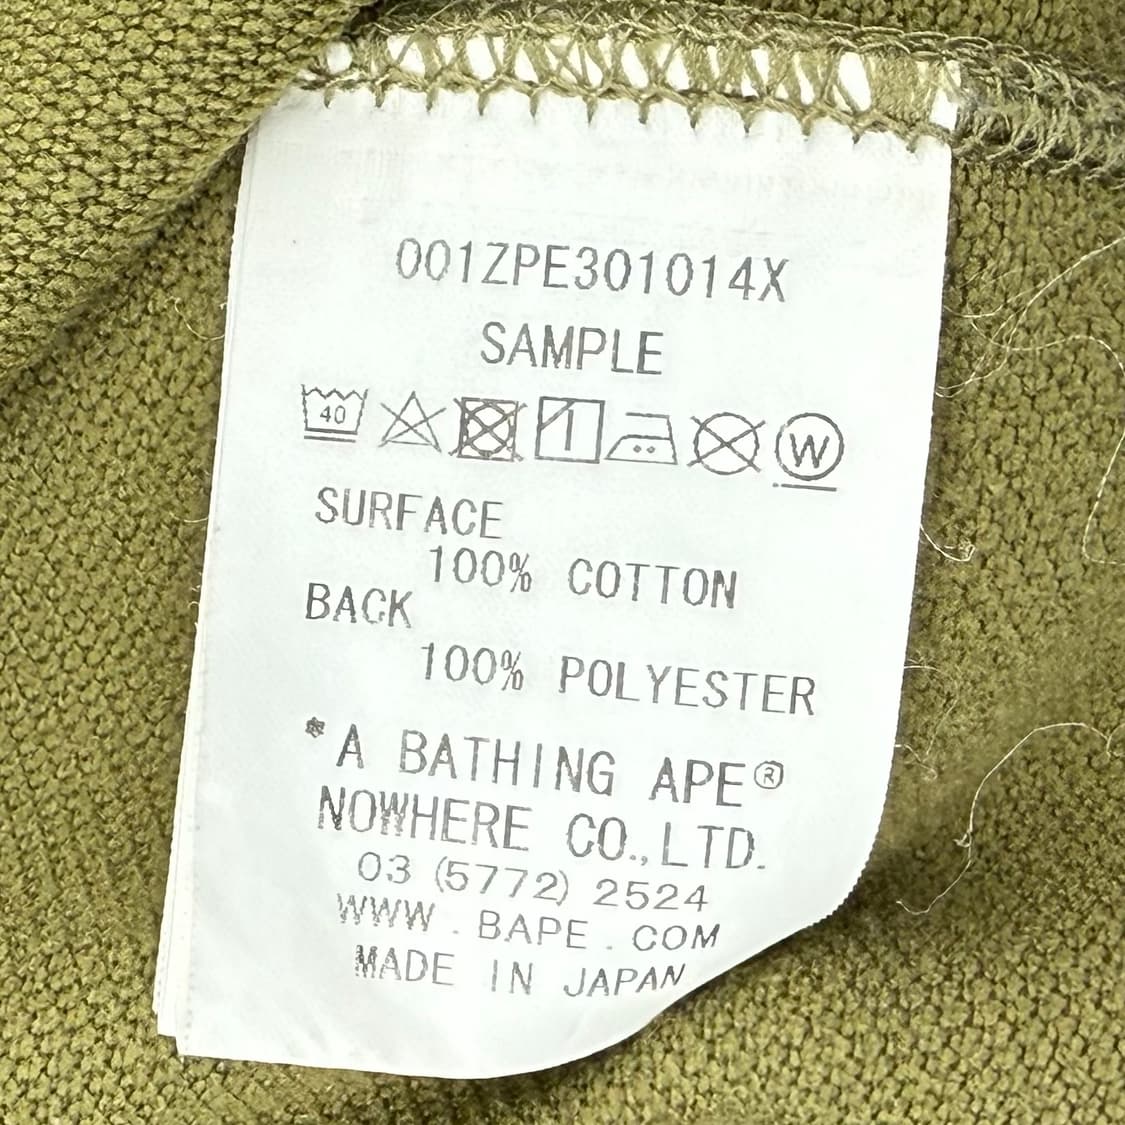 001ZPE301014X
SAMPLE
40 W
SURFACE
100% COTTON
BACK
100% POLYESTER
*A BATHING APE®
NOWHERE CO.,LTD.
03 (5772) 2524
WWW . BAPE . COM
MADE IN JAPAN